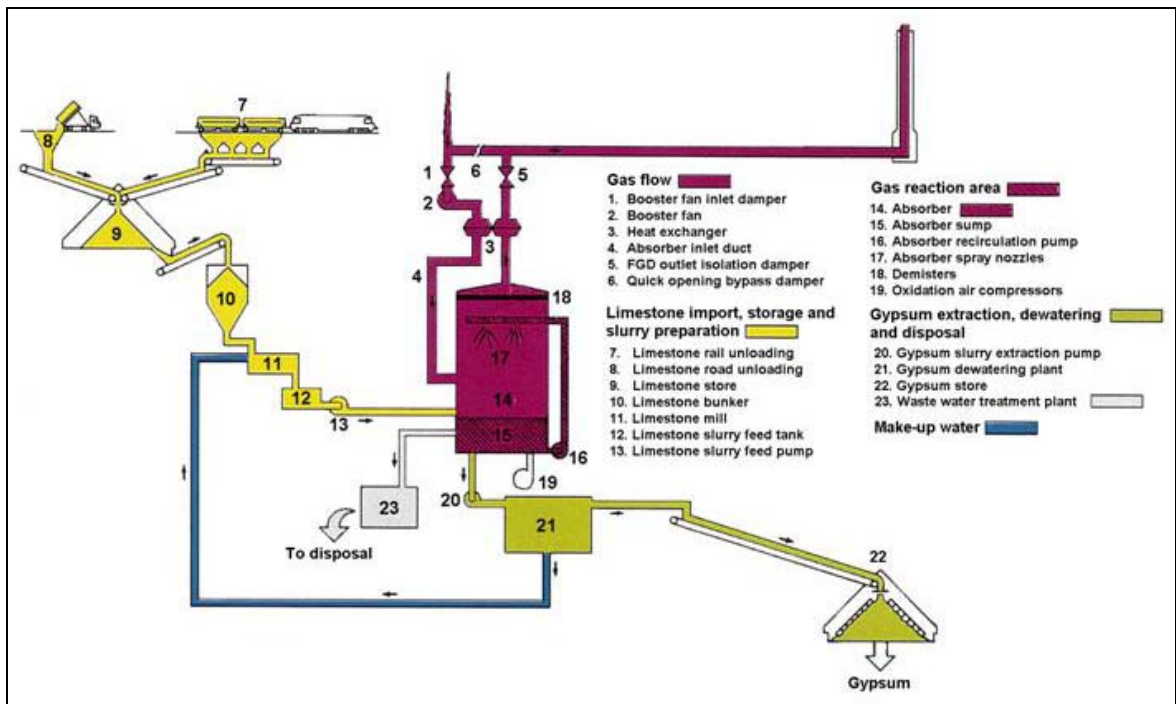 7
8
9
10
11
12
13
1
2
3
4
5
6
18
17
14
15
16
19
20
21
22
23
To disposal
Gypsum
Gas flow
1. Booster fan inlet damper
2. Booster fan
3. Heat exchanger
4. Absorber inlet duct
5. FGD outlet isolation damper
6. Quick opening bypass damper
Limestone import, storage and
slurry preparation
7. Limestone rail unloading
8. Limestone road unloading
9. Limestone store
10. Limestone bunker
11. Limestone mill
12. Limestone slurry feed tank
13. Limestone slurry feed pump
Gas reaction area
14. Absorber
15. Absorber sump
16. Absorber recirculation pump
17. Absorber spray nozzles
18. Demisters
19. Oxidation air compressors
Gypsum extraction, dewatering
and disposal
20. Gypsum slurry extraction pump
21. Gypsum dewatering plant
22. Gypsum store
23. Waste water treatment plant
Make-up water